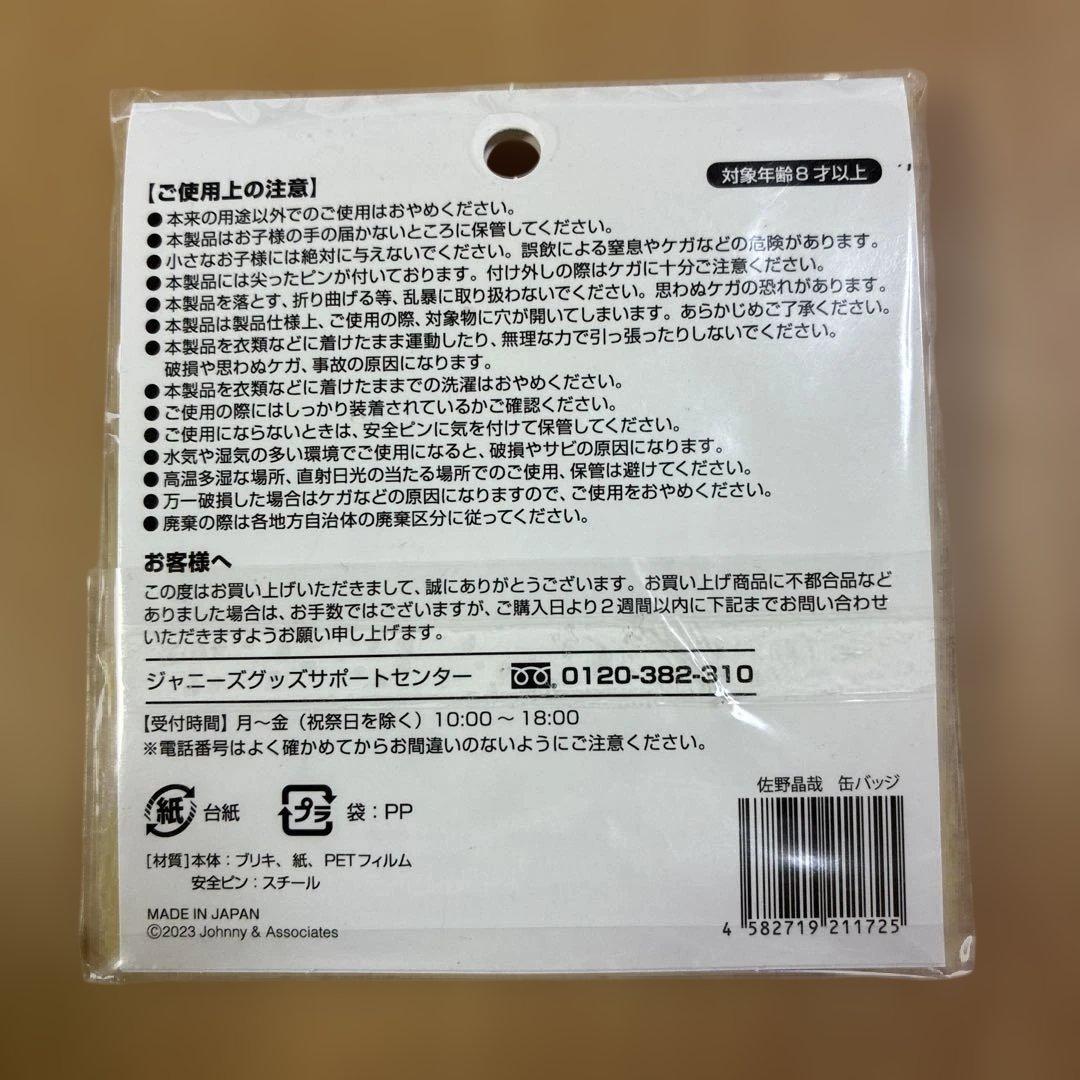 【ご使用上の注意】
対象年齢8才以上
●本来の用途以外でのご使用はおやめください。
●本製品はお子様の手の届かないところに保管してください。
●小さなお子様には絶対に与えないでください。誤飲による窒息やケガなどの危険があります。
●本製品には尖ったピンが付いております。付け外しの際はケガに十分ご注意ください。
●本製品を落とす、折り曲げる等、乱暴に取り扱わないでください。思わぬケガの恐れがあります。
●本製品は製品仕様上、ご使用の際、対象物に穴が開いてしまいます。あらかじめご了承ください。
●本製品を衣類などに着けたまま運動したり、無理な力で引っ張ったりしないでください。
破損や思わぬケガ、事故の原因になります。
●本製品を衣類などに着けたままでの洗濯はおやめください。
●ご使用の際にはしっかり装着されているかご確認ください。
●ご使用にならないときは、安全ピンに気を付けて保管してください。
●水気や湿気の多い環境でご使用になると、破損やサビの原因になります。
●高温多湿な場所、直射日光の当たる場所でのご使用、保管は避けてください。
●万一破損した場合はケガなどの原因になりますので、ご使用をおやめください。
●廃棄の際は各地方自治体の廃棄区分に従ってください。
お客様へ
この度はお買い上げいただきまして、誠にありがとうございます。お買い上げ商品に不都合品など
ありました場合は、お手数ではございますが、ご購入日より2週間以内に下記までお問い合わせ
いただきますようお願い申し上げます。
ジャニーズグッズサポートセンター 0120-382-310
【受付時間】月～金（祝祭日を除く）10:00～18:00
※電話番号はよく確かめてからお間違いのないようにご注意ください。
紙 台紙 プラ 袋：PP
佐野晶哉 缶バッジ
[材質]本体：ブリキ、紙、PETフィルム
安全ピン：スチール
MADE IN JAPAN
©2023 Johnny & Associates
4 582719 211725